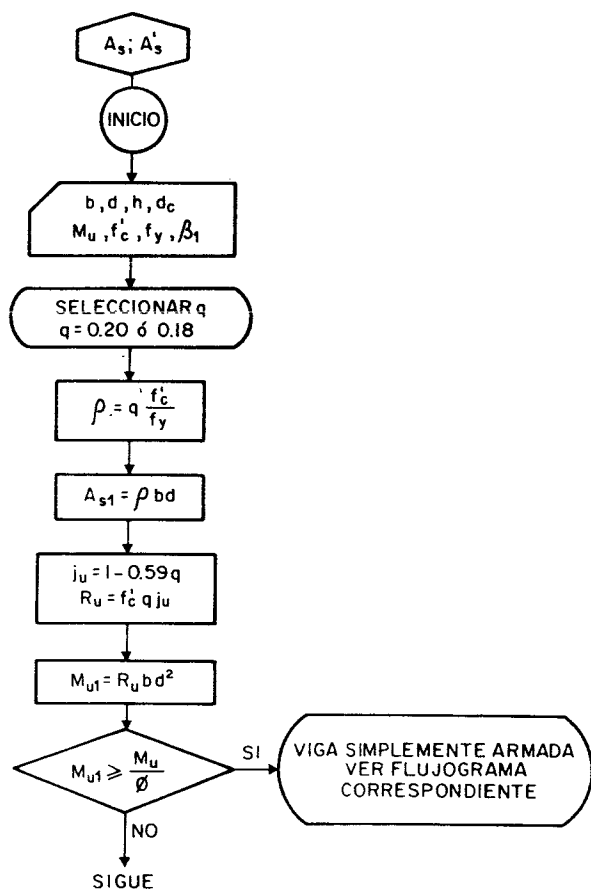 A_s; A'_s
INICIO
b, d, h, d_c
M_u, f'_c, f_y, β_1
SELECCIONAR q
q = 0.20 ó 0.18
ρ = q f'_c / f_y
A_s1 = ρ bd
j_u = 1 - 0.59 q
R_u = f'_c q j_u
M_u1 = R_u bd²
M_u1 ⩾ M_u / Ø
SI
VIGA SIMPLEMENTE ARMADA
VER FLUJOGRAMA
CORRESPONDIENTE
NO
SIGUE